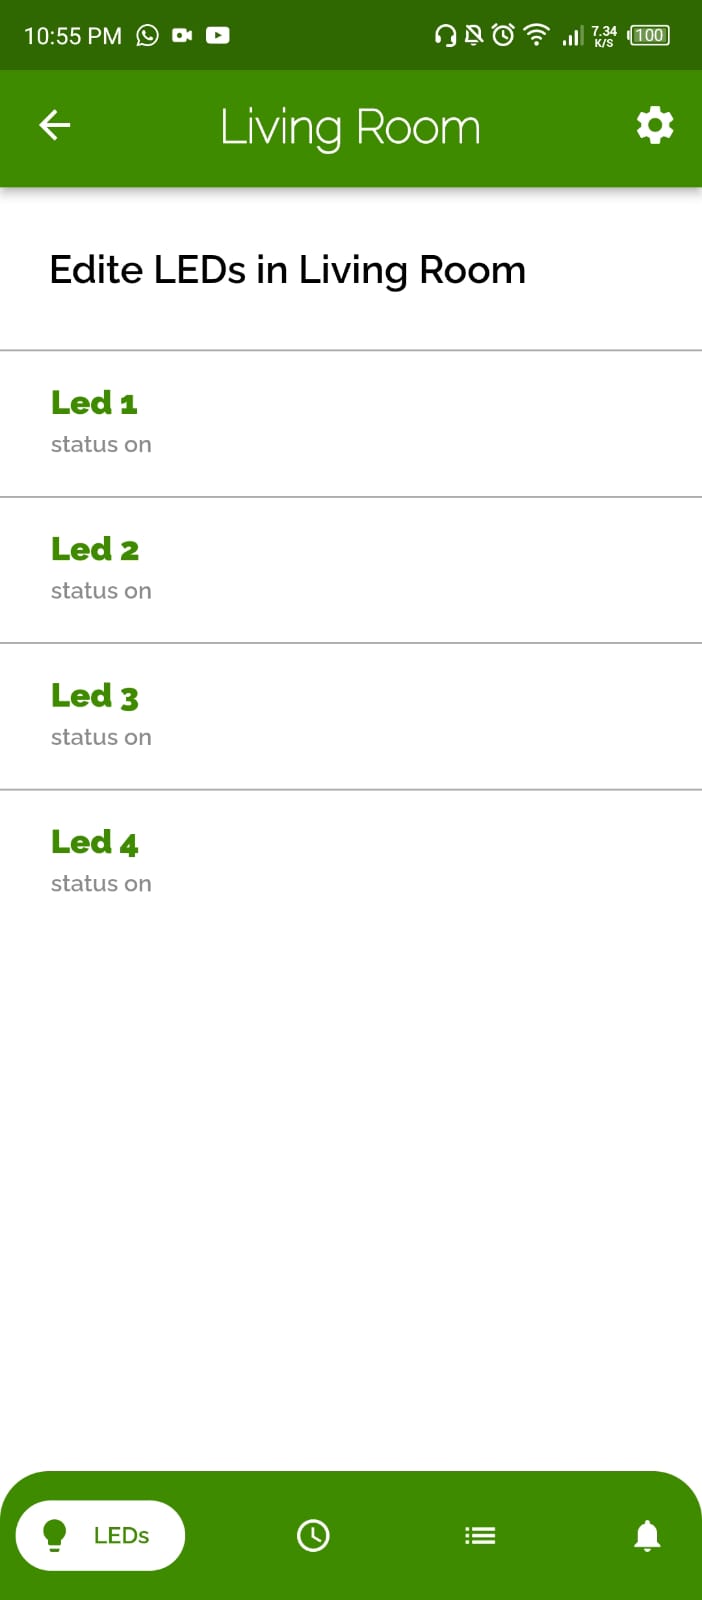 10:55 PM
7.34
K/S
100
Living Room
Edite LEDs in Living Room
Led 1
status on
Led 2
status on
Led 3
status on
Led 4
status on
LEDs